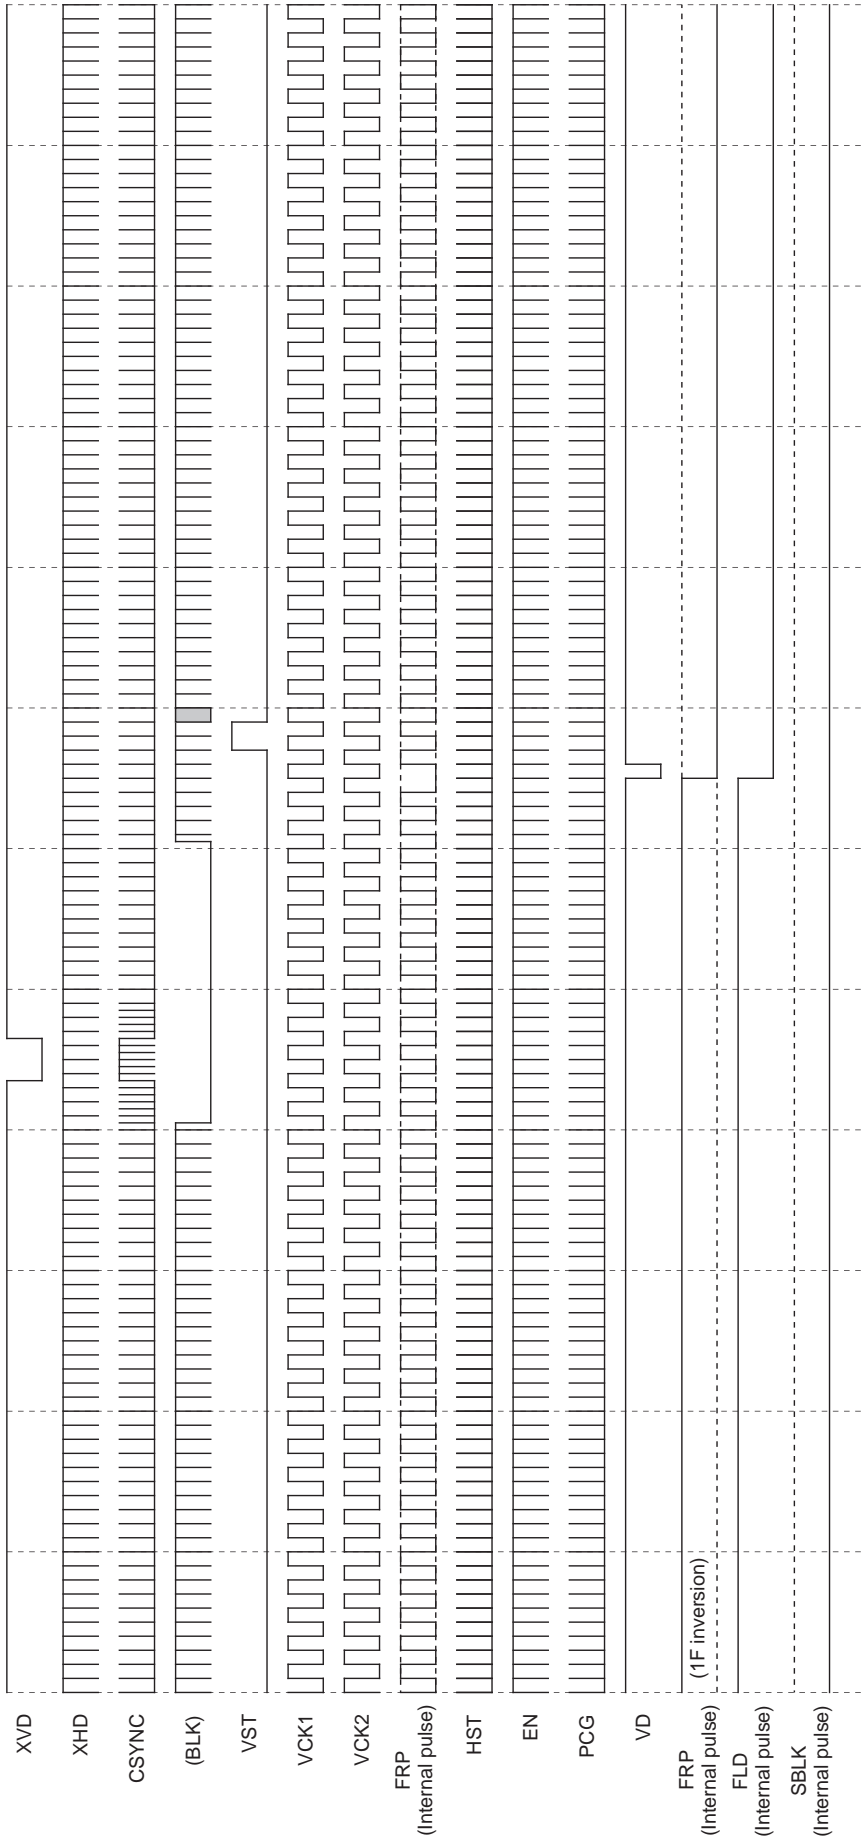 XVD
XHD
CSYNC
(BLK)
VST
VCK1
VCK2
FRP
(Internal pulse)
HST
EN
PCG
VD
FRP
(Internal pulse)
(1F inversion)
FLD
(Internal pulse)
SBLK
(Internal pulse)